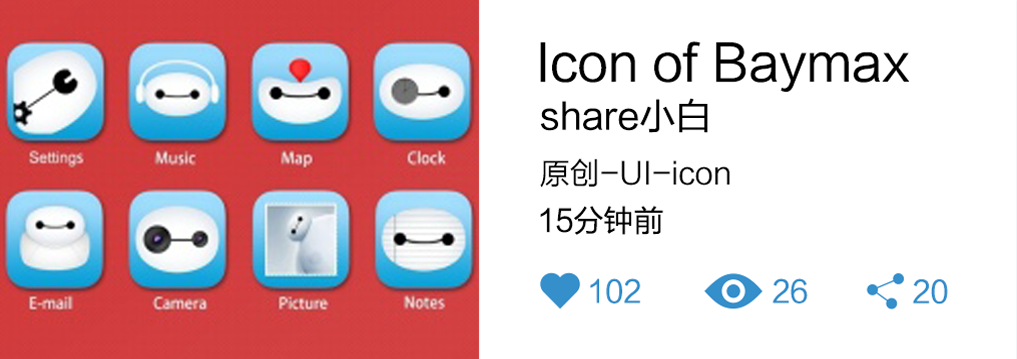 Settings Music Map Clock
E-mail Camera Picture Notes
Icon of Baymax
share小白
原创-UI-icon
15分钟前
102 26 20